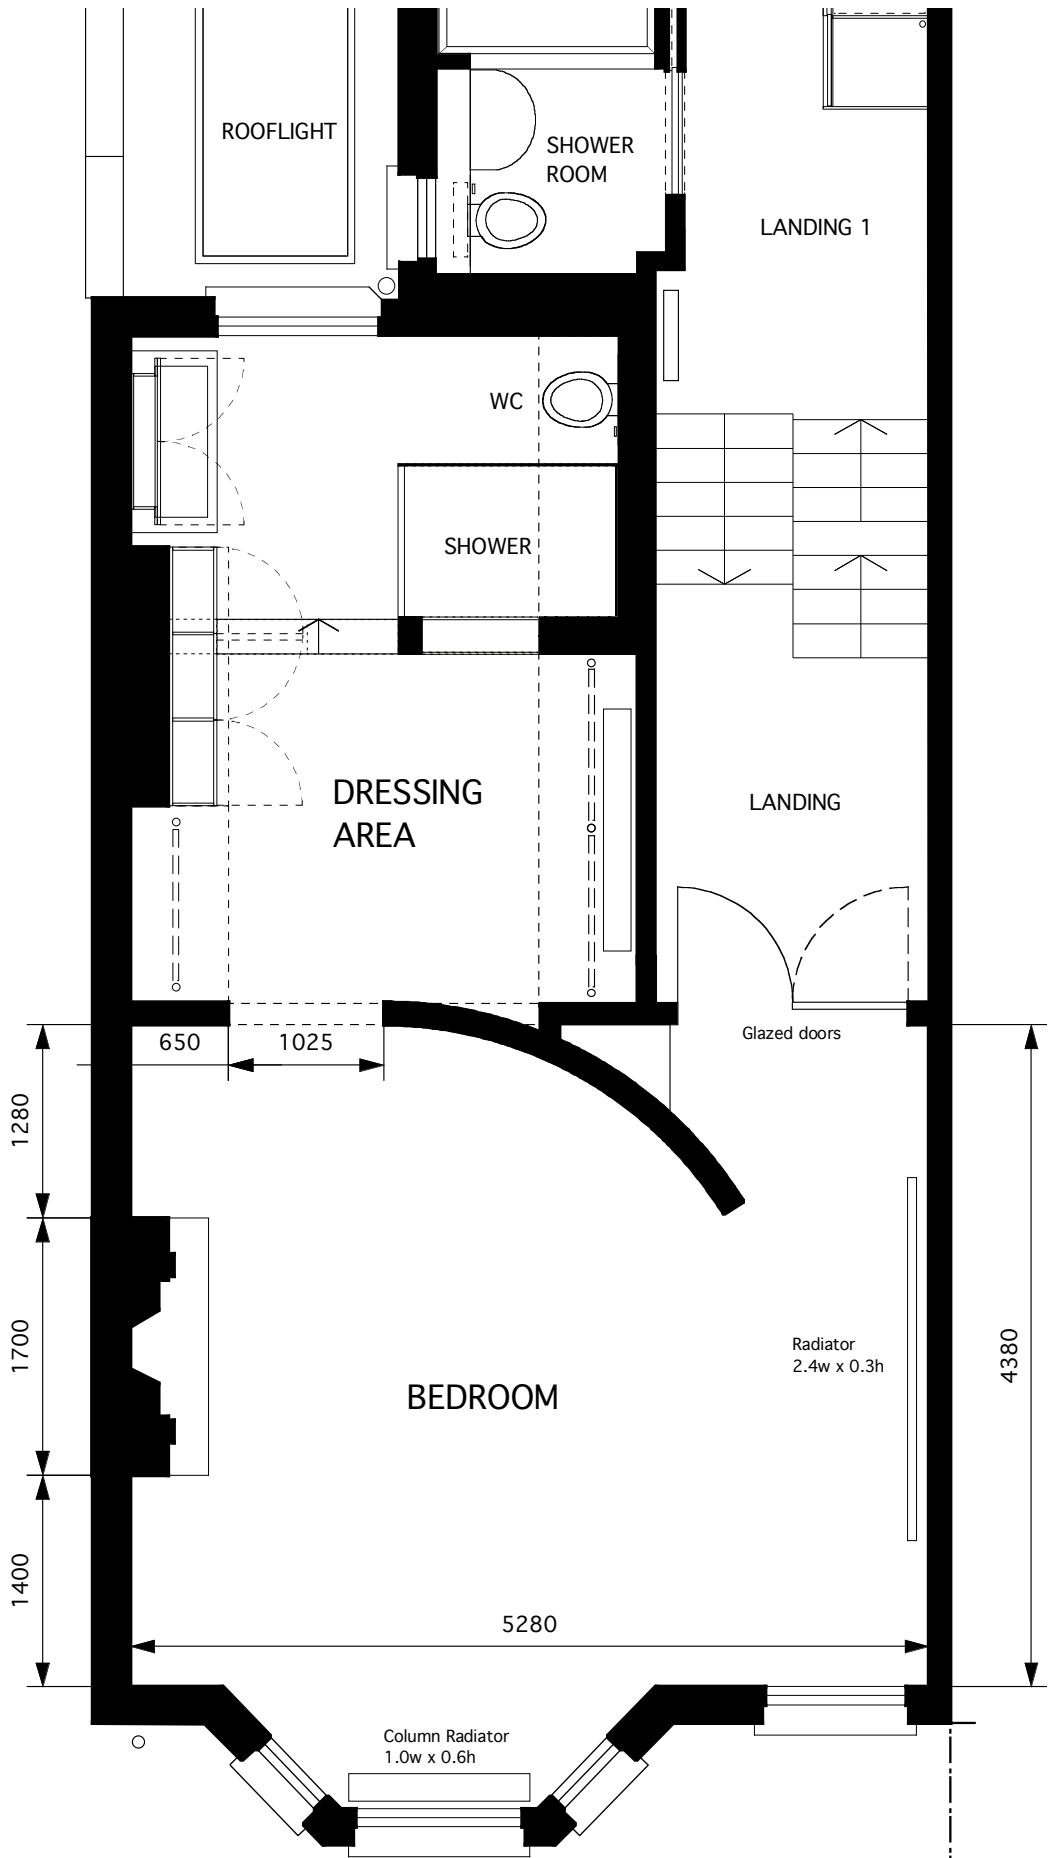 ROOFLIGHT
SHOWER
ROOM
LANDING 1
WC
SHOWER
DRESSING
AREA
LANDING
Glazed doors
650
1025
1280
1700
1400
4380
Radiator
2.4w x 0.3h
BEDROOM
5280
Column Radiator
1.0w x 0.6h